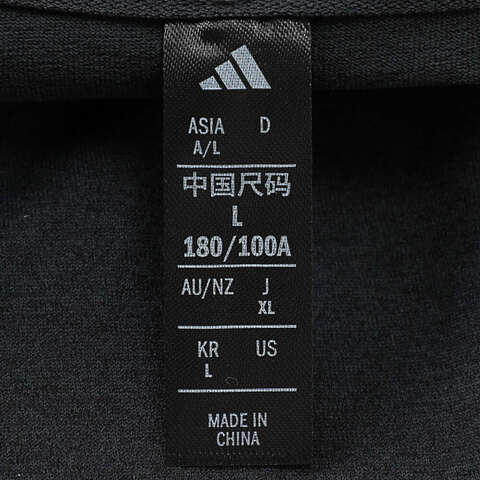 ASIA D
A/L
中国尺码
L
180/100A
AU/NZ J
XL
KR US
L
MADE IN
CHINA